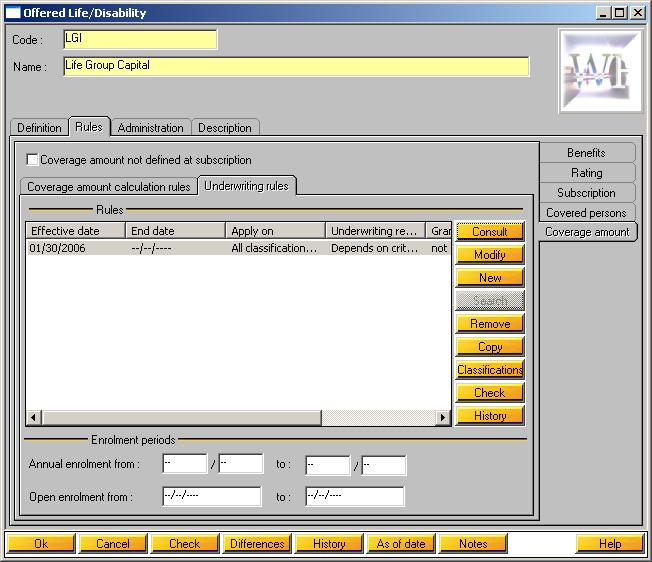 Offered Life/Disability
Code : LGI
Name : Life Group Capital
WI
Definition Rules Administration Description
Benefits
Rating
Subscription
Covered persons
Coverage amount
Coverage amount not defined at subscription
Coverage amount calculation rules Underwriting rules
Rules
Effective date End date Apply on Underwriting re... Gran
01/30/2006 --/--/---- All classification... Depends on crit... not
Consult
Modify
New
Search
Remove
Copy
Classifications
Check
History
Enrolment periods
Annual enrolment from : -- / -- to : -- / --
Open enrolment from : --/--/---- to : --/--/----
Ok Cancel Check Differences History As of date Notes Help